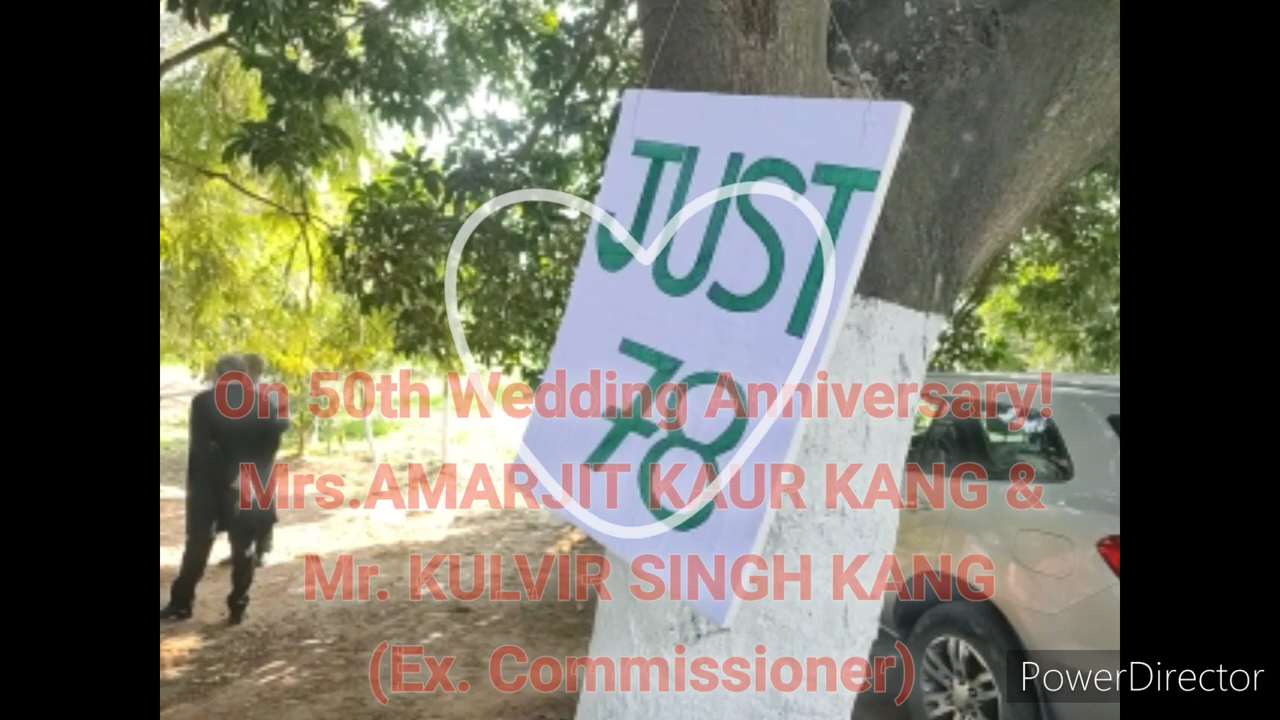 JUST
78
On 50th Wedding Anniversary!
Mrs.AMARJIT KAUR KANG &
Mr. KULVIR SINGH KANG
(Ex. Commissioner)
PowerDirector